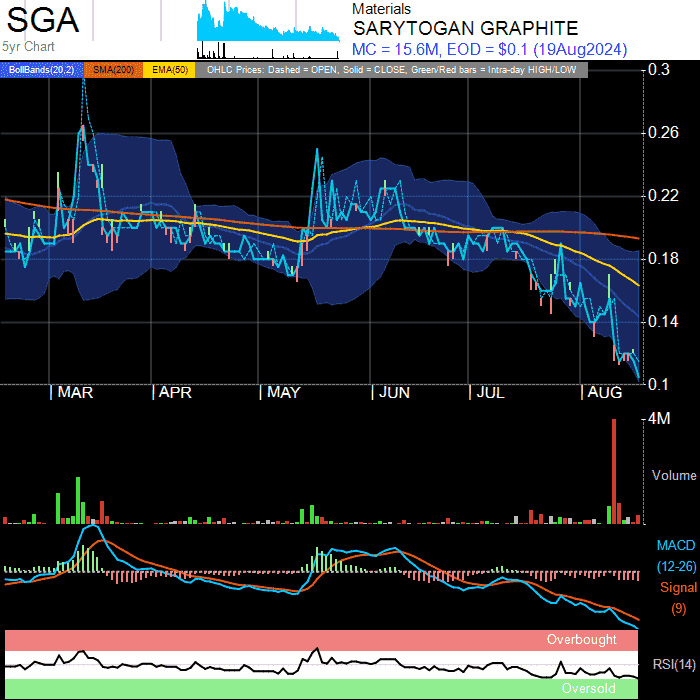 SGA
5yr Chart
Materials
SARYTOGAN GRAPHITE
MC = 15.6M, EOD = $0.1 (19Aug2024)
BollBands(20,2) SMA(200) EMA(50) OHLC Prices: Dashed = OPEN, Solid = CLOSE, Green/Red bars = Intra-day HIGH/LOW
0.3
0.26
0.22
0.18
0.14
0.1
MAR APR MAY JUN JUL AUG
4M
Volume
MACD
(12-26)
Signal
(9)
Overbought
RSI(14)
Oversold